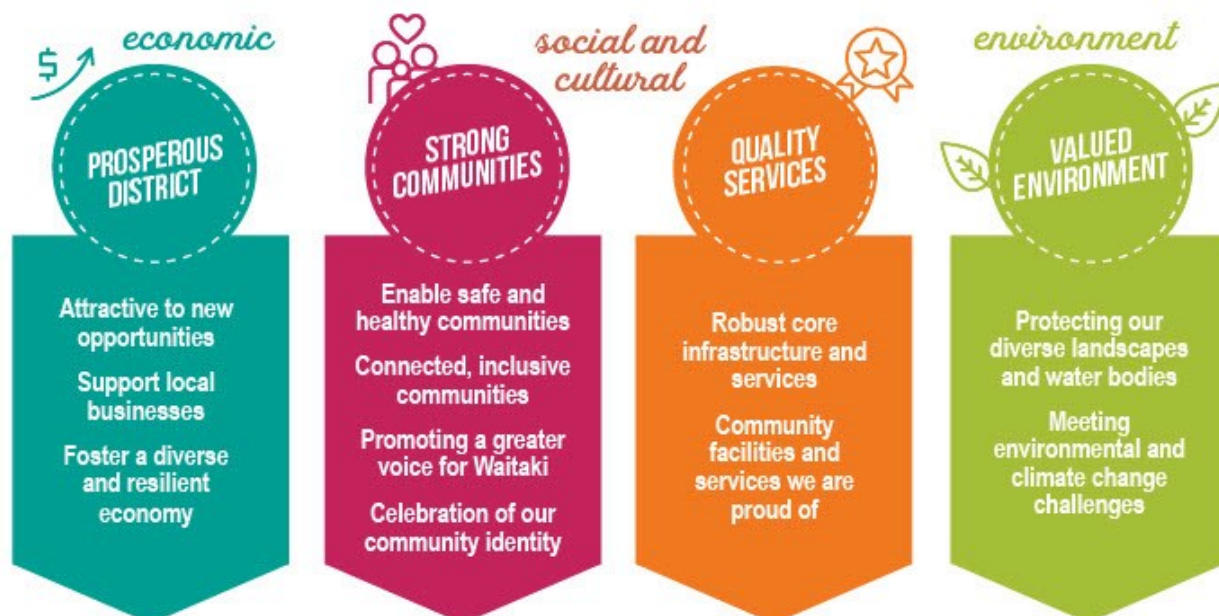 economic
$
PROSPEROUS
DISTRICT
Attractive to new
opportunities
Support local
businesses
Foster a diverse
and resilient
economy
social and
cultural
STRONG
COMMUNITIES
Enable safe and
healthy communities
Connected, inclusive
communities
Promoting a greater
voice for Waitaki
Celebration of our
community identity
QUALITY
SERVICES
Robust core
infrastructure and
services
Community
facilities and
services we are
proud of
environment
VALUED
ENVIRONMENT
Protecting our
diverse landscapes
and water bodies
Meeting
environmental and
climate change
challenges